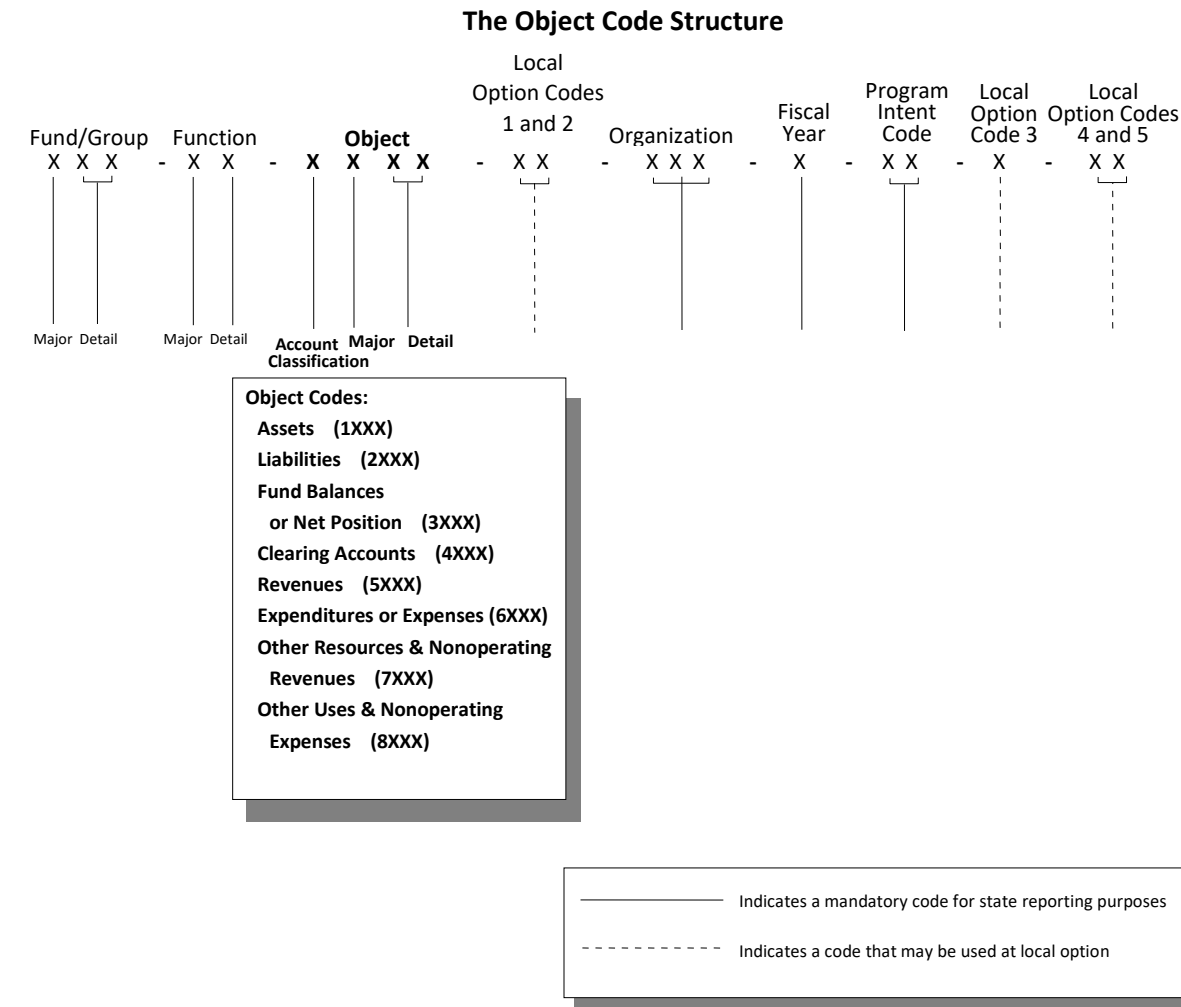 The Object Code Structure
Local
Option Codes
1 and 2
Fiscal
Year
Program
Intent
Code
Local
Option
Code 3
Local
Option Codes
4 and 5
Fund/Group Function Object Organization
X X X - X X - X X X X - X X - X X X - X - X X - X - X X
Major Detail Major Detail Account Classification Major Detail
Object Codes:
Assets (1XXX)
Liabilities (2XXX)
Fund Balances
or Net Position (3XXX)
Clearing Accounts (4XXX)
Revenues (5XXX)
Expenditures or Expenses (6XXX)
Other Resources & Nonoperating
Revenues (7XXX)
Other Uses & Nonoperating
Expenses (8XXX)
Indicates a mandatory code for state reporting purposes
Indicates a code that may be used at local option